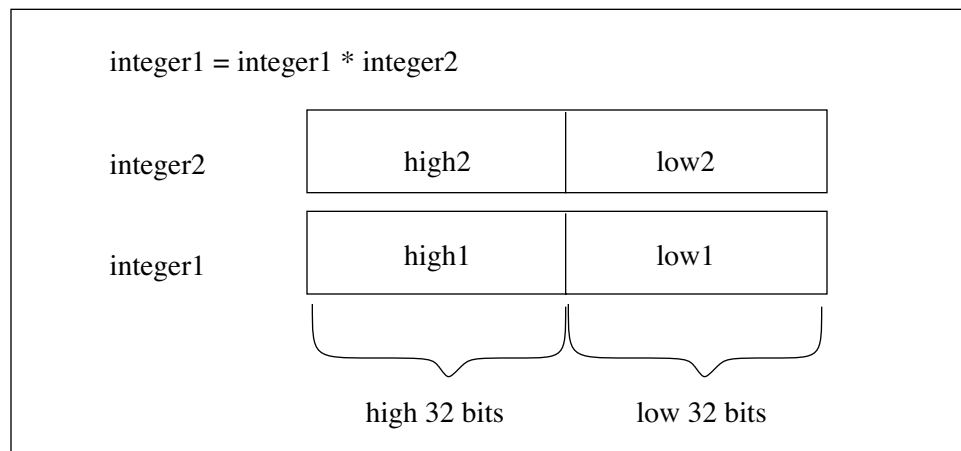 integer1 = integer1 * integer2
integer2 high2 low2
integer1 high1 low1
high 32 bits low 32 bits